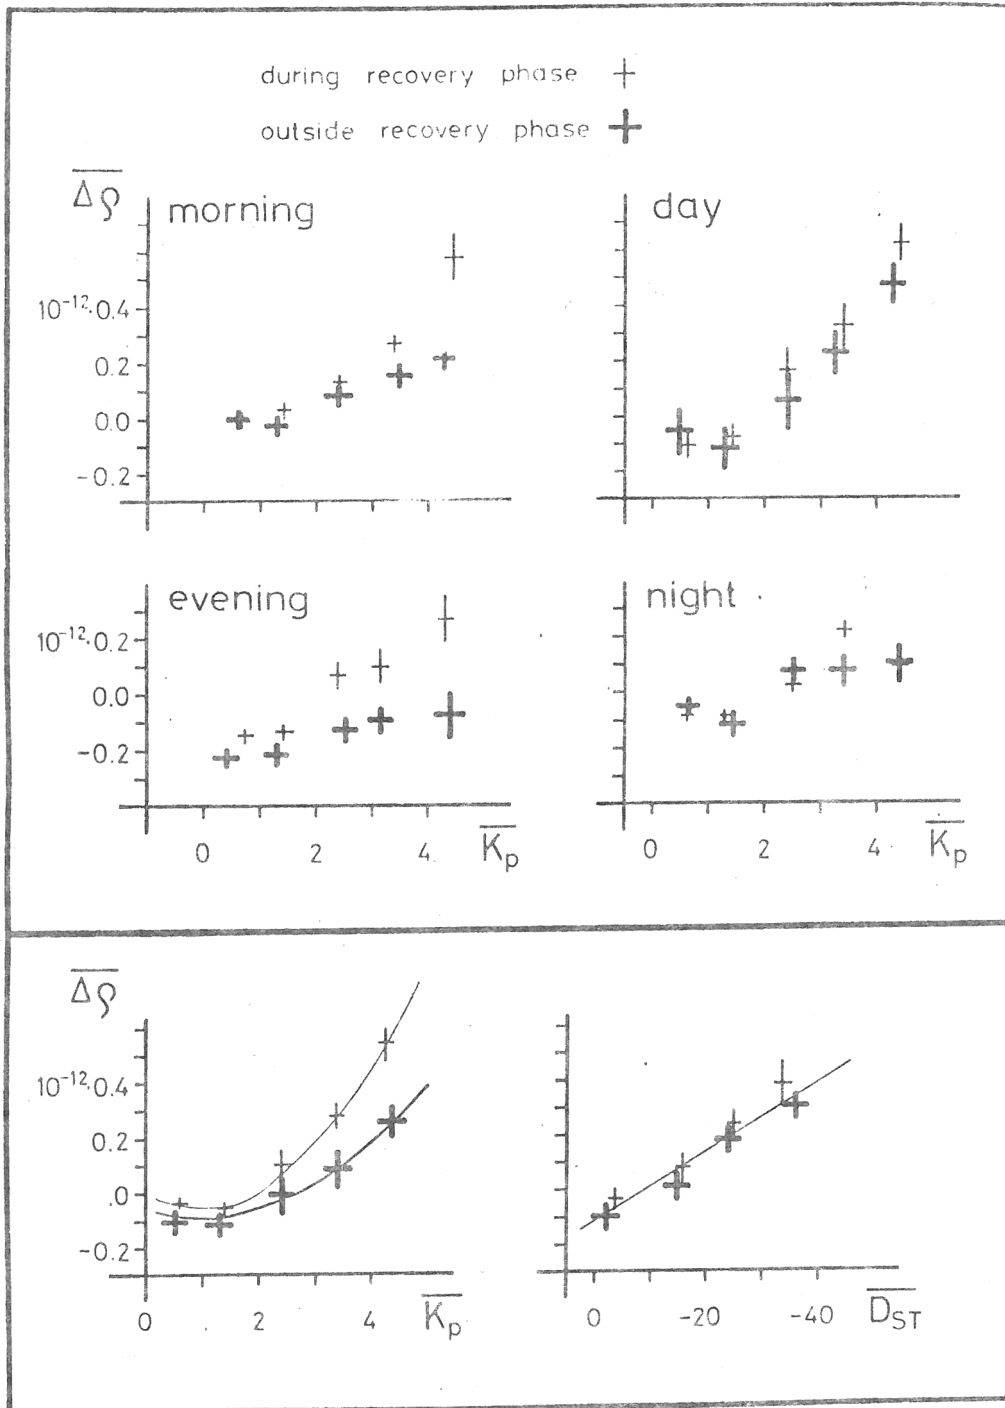 during recovery phase +
outside recovery phase +
Δρ
morning
10⁻¹²·0.4
0.2
0.0
-0.2
day
evening
10⁻¹²·0.2
0.0
-0.2
0 2 4 Kp
night
0 2 4 Kp
Δρ
10⁻¹²·0.4
0.2
.0
-0.2
0 2 4 Kp
0 -20 -40 DST